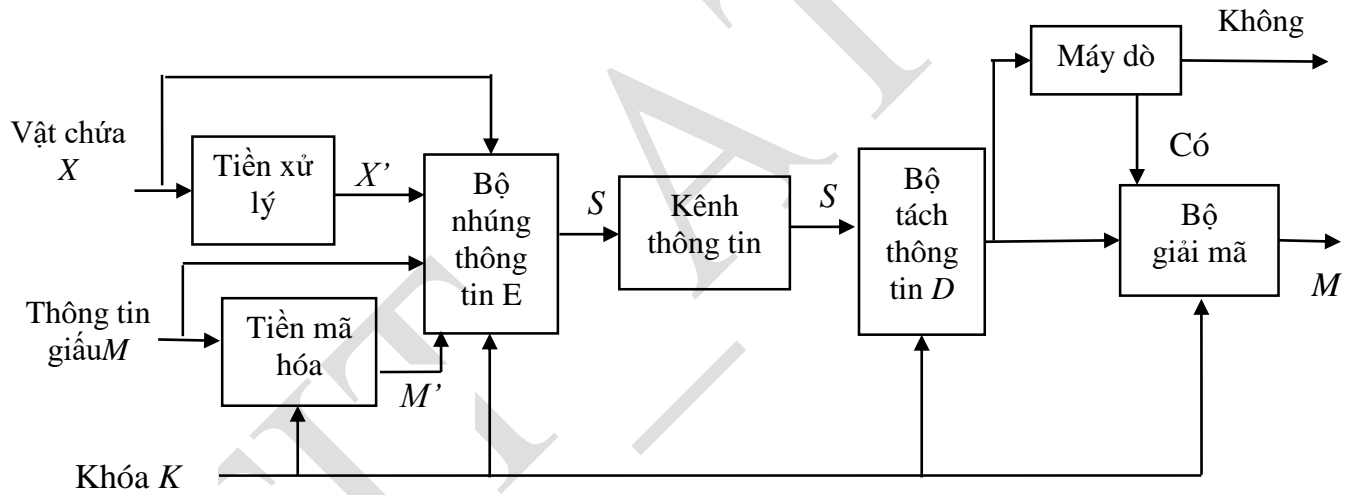 Không
Máy dò
Vật chứa
X
Tiền xử
lý
X’
Bộ
nhúng
thông
tin E
S
Kênh
thông tin
S
Bộ
tách
thông
tin D
Có
Bộ
giải mã
M
Thông tin
giấuM
Tiền mã
hóa
M’
Khóa K